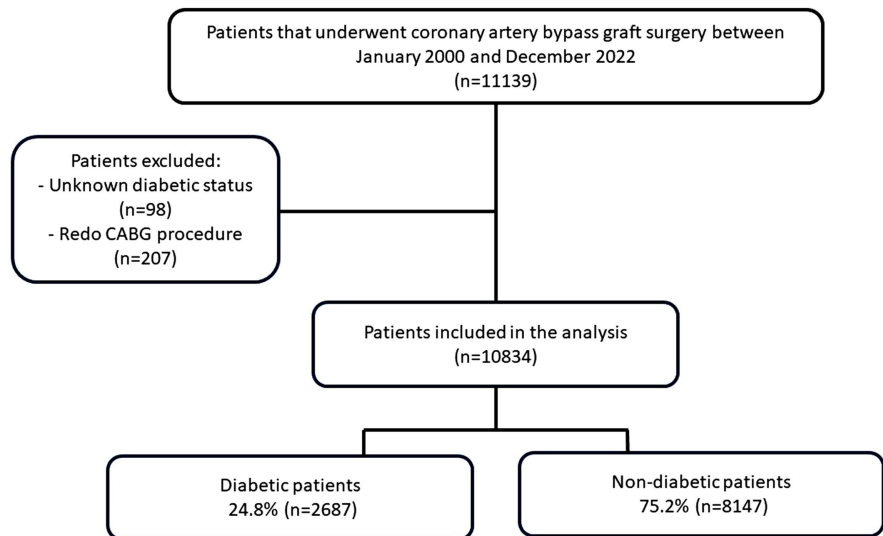 Patients that underwent coronary artery bypass graft surgery between
January 2000 and December 2022
(n=11139)
Patients excluded:
- Unknown diabetic status
(n=98)
- Redo CABG procedure
(n=207)
Patients included in the analysis
(n=10834)
Diabetic patients
24.8% (n=2687)
Non-diabetic patients
75.2% (n=8147)